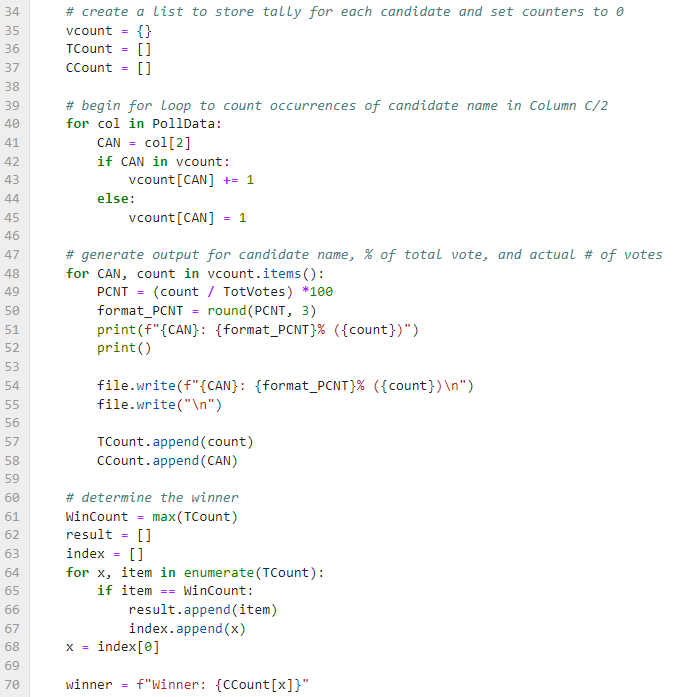 34 # create a list to store tally for each candidate and set counters to 0
35 vcount = {}
36 TCount = []
37 CCount = []
38
39 # begin for loop to count occurrences of candidate name in Column C/2
40 for col in PollData:
41     CAN = col[2]
42     if CAN in vcount:
43         vcount[CAN] += 1
44     else:
45         vcount[CAN] = 1
46
47 # generate output for candidate name, % of total vote, and actual # of votes
48 for CAN, count in vcount.items():
49     PCNT = (count / TotVotes) *100
50     format_PCNT = round(PCNT, 3)
51     print(f"{CAN}: {format_PCNT}% ({count})")
52     print()
53
54     file.write(f"{CAN}: {format_PCNT}% ({count})\n")
55     file.write("\n")
56
57     TCount.append(count)
58     CCount.append(CAN)
59
60 # determine the winner
61 WinCount = max(TCount)
62 result = []
63 index = []
64 for x, item in enumerate(TCount):
65     if item == WinCount:
66         result.append(item)
67         index.append(x)
68 x = index[0]
69
70 winner = f"Winner: {CCount[x]}"